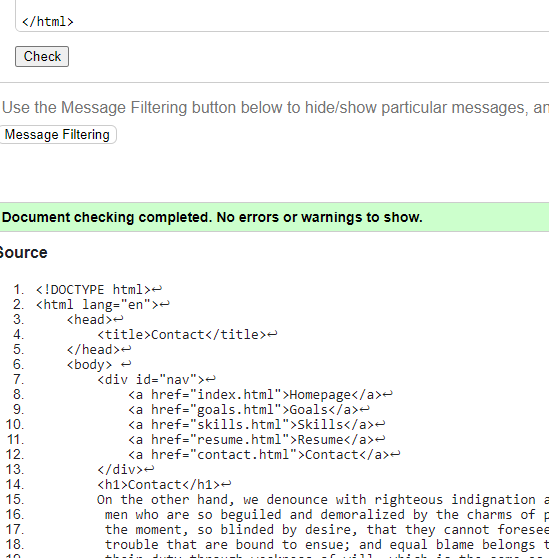 </html>
Check
Use the Message Filtering button below to hide/show particular messages, an
Message Filtering
Document checking completed. No errors or warnings to show.
Source
1. <!DOCTYPE html>↩
2. <html lang="en">↩
3. <head>↩
4. <title>Contact</title>↩
5. </head>↩
6. <body> ↩
7. <div id="nav">↩
8. <a href="index.html">Homepage</a>↩
9. <a href="goals.html">Goals</a>↩
10. <a href="skills.html">Skills</a>↩
11. <a href="resume.html">Resume</a>↩
12. <a href="contact.html">Contact</a>↩
13. </div>↩
14. <h1>Contact</h1>↩
15. On the other hand, we denounce with righteous indignation a
16. men who are so beguiled and demoralized by the charms of p
17. the moment, so blinded by desire, that they cannot foresee
18. trouble that are bound to ensue; and equal blame belongs t